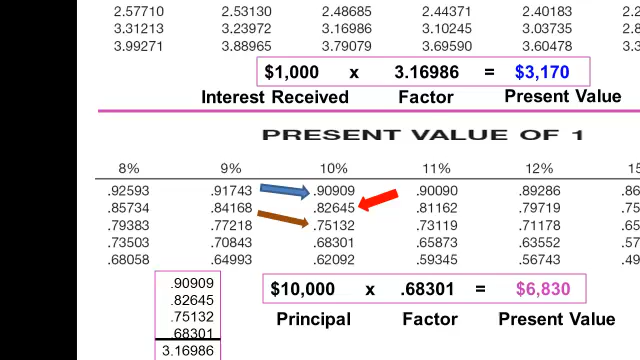 2.57710 2.53130 2.48685 2.44371 2.40183
3.31213 3.23972 3.16986 3.10245 3.03735
3.99271 3.88965 3.79079 3.69590 3.60478
$1,000 x 3.16986 = $3,170
Interest Received Factor Present Value
PRESENT VALUE OF 1
8% 9% 10% 11% 12%
.92593 .91743 .90909 .90090 .89286
.85734 .84168 .82645 .81162 .79719
.79383 .77218 .75132 .73119 .71178
.73503 .70843 .68301 .65873 .63552
.68058 .64993 .62092 .59345 .56743
.90909
.82645
.75132
.68301
3.16986
$10,000 x .68301 = $6,830
Principal Factor Present Value